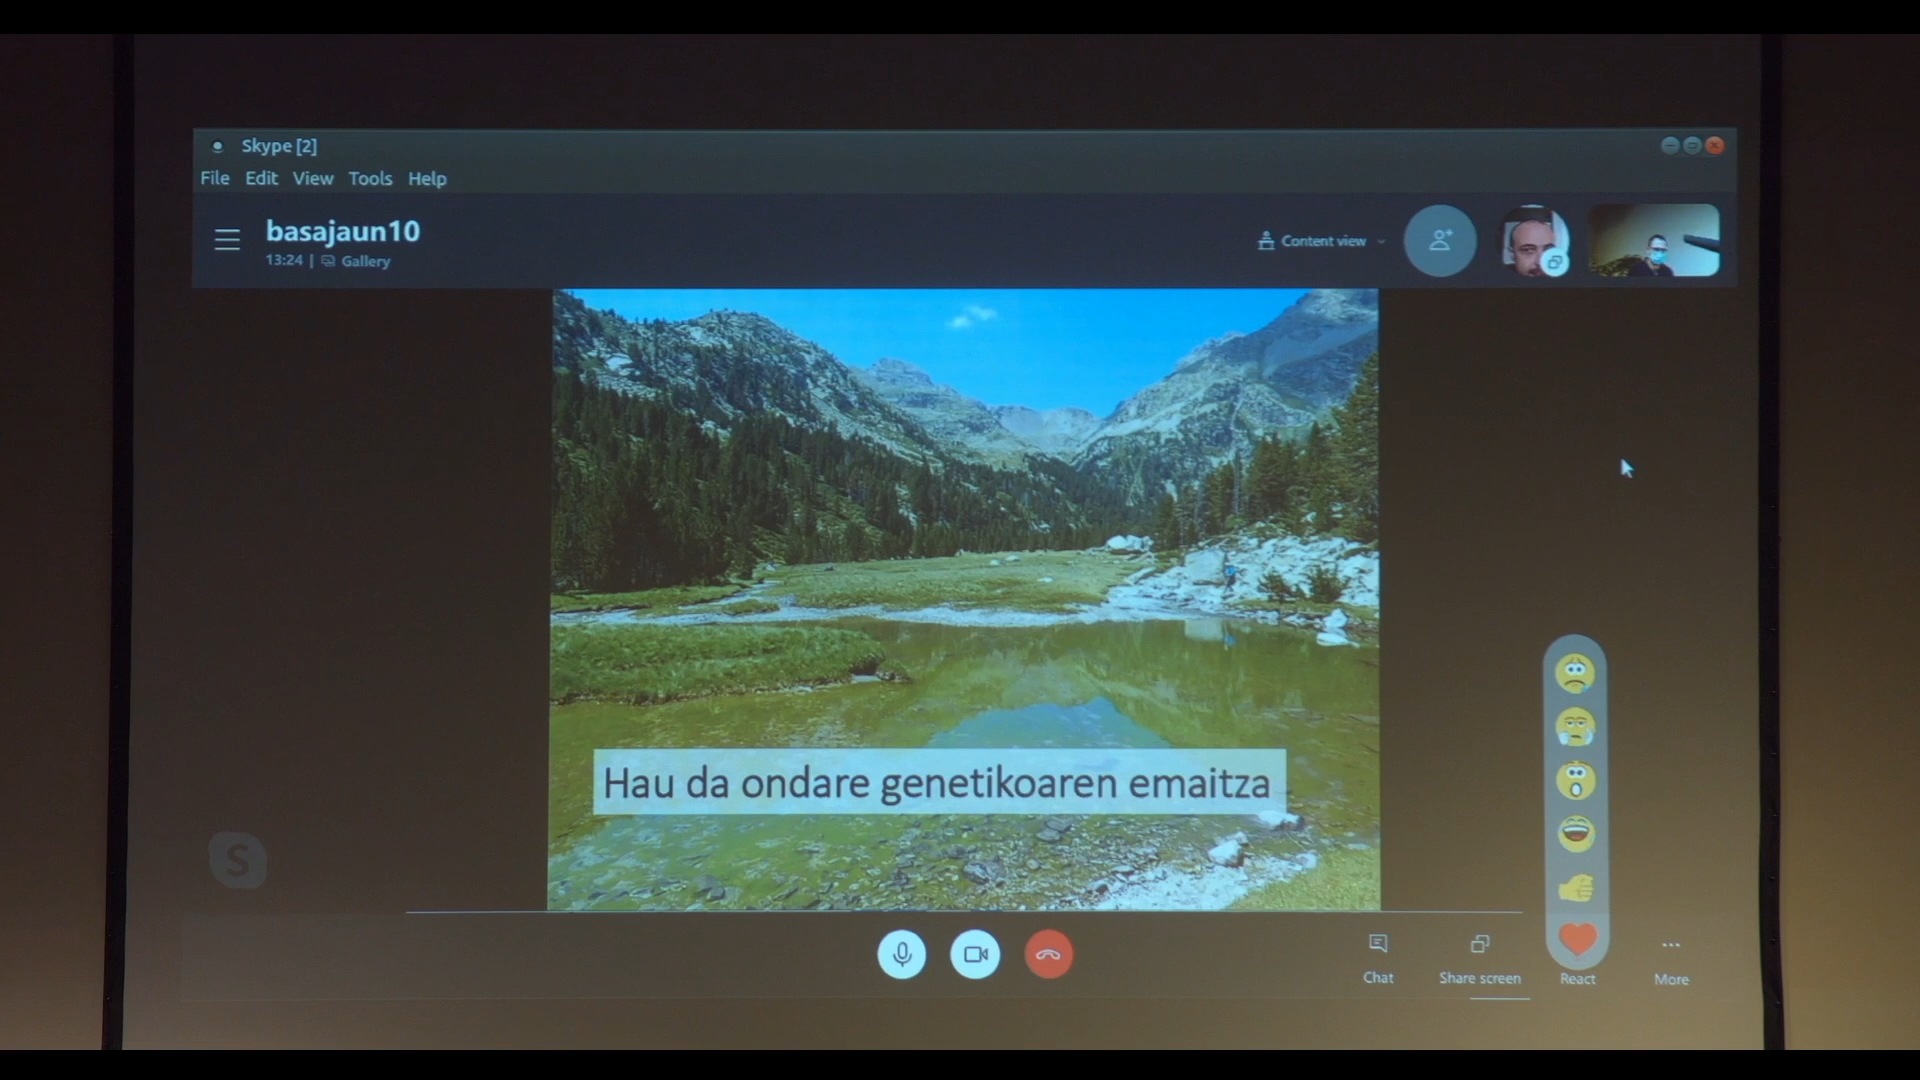 Skype [2]
File Edit View Tools Help
basajaun10
13:24 | Gallery
Content view
Hau da ondare genetikoaren emaitza
S
Chat
Share screen
React
More